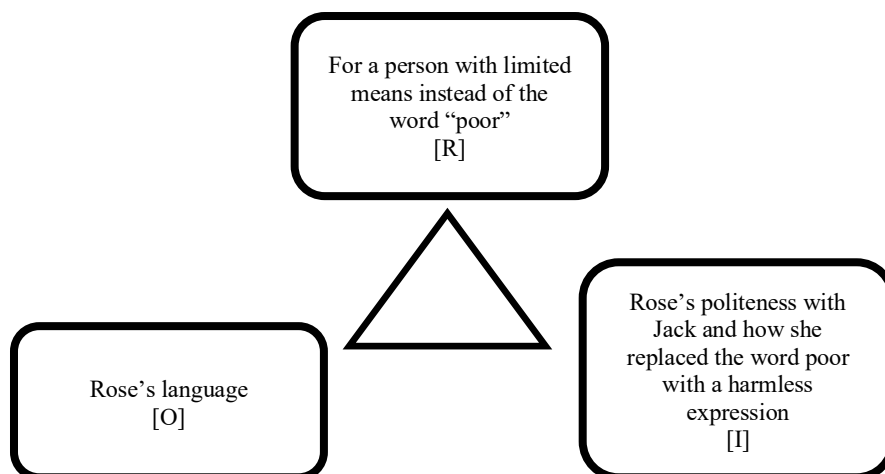 For a person with limited
means instead of the
word “poor”
[R]
Rose’s language
[O]
Rose’s politeness with
Jack and how she
replaced the word poor
with a harmless
expression
[I]